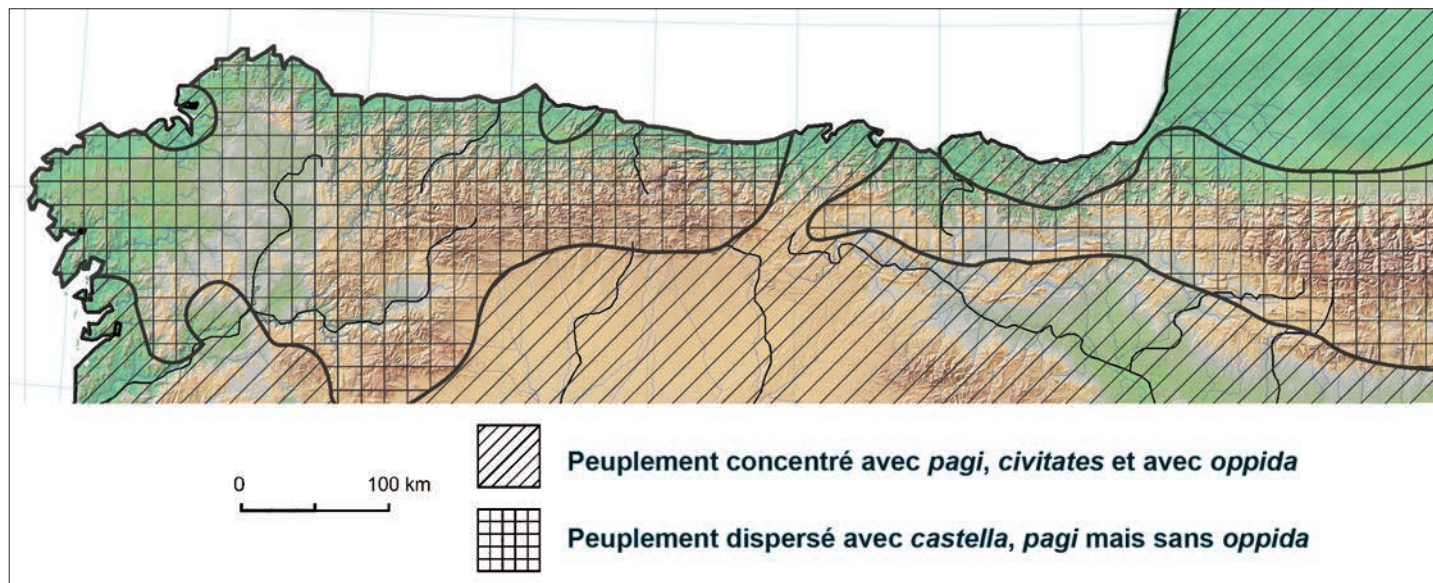 Peuplement concentré avec pagi, civitates et avec oppida
0 100 km
Peuplement dispersé avec castella, pagi mais sans oppida